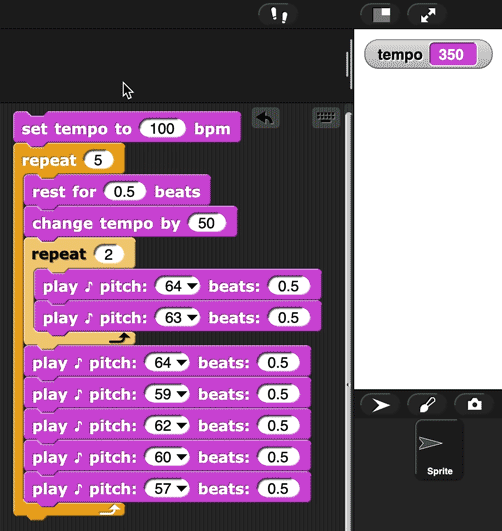 tempo 350
set tempo to 100 bpm
repeat 5
rest for 0.5 beats
change tempo by 50
repeat 2
play ♪ pitch: 64 beats: 0.5
play ♪ pitch: 63 beats: 0.5
play ♪ pitch: 64 beats: 0.5
play ♪ pitch: 59 beats: 0.5
play ♪ pitch: 62 beats: 0.5
play ♪ pitch: 60 beats: 0.5
play ♪ pitch: 57 beats: 0.5
Sprite